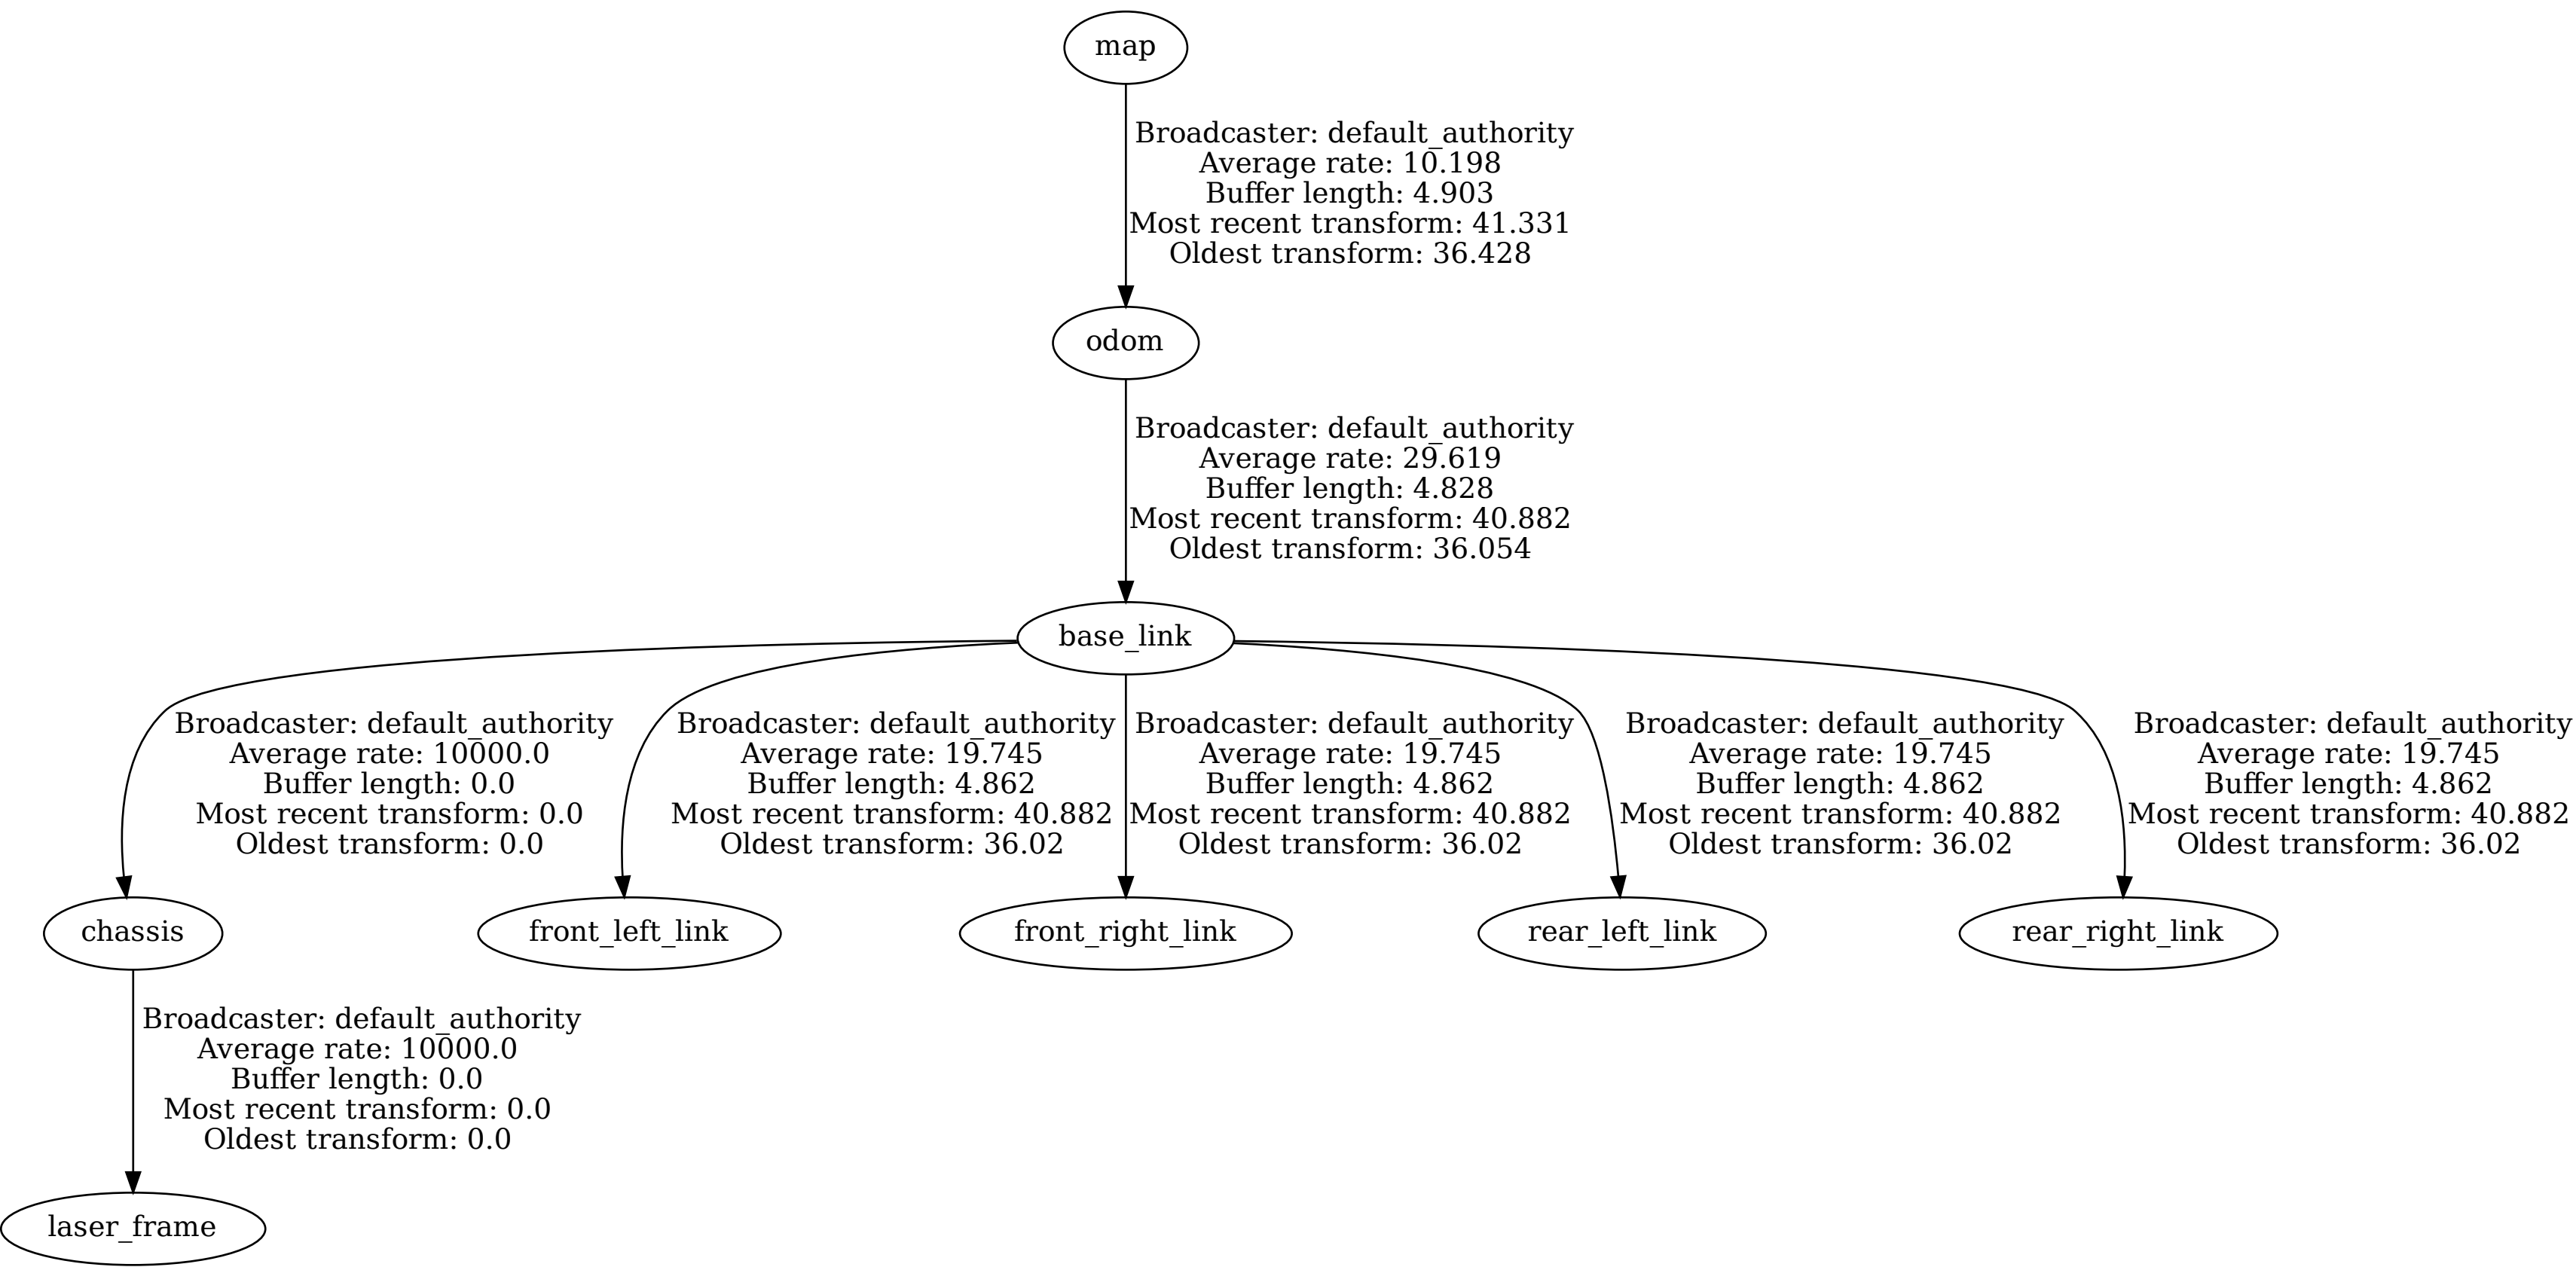 map
Broadcaster: default_authority
Average rate: 10.198
Buffer length: 4.903
Most recent transform: 41.331
Oldest transform: 36.428
odom
Broadcaster: default_authority
Average rate: 29.619
Buffer length: 4.828
Most recent transform: 40.882
Oldest transform: 36.054
base_link
Broadcaster: default_authority
Average rate: 10000.0
Buffer length: 0.0
Most recent transform: 0.0
Oldest transform: 0.0
Broadcaster: default_authority
Average rate: 19.745
Buffer length: 4.862
Most recent transform: 40.882
Oldest transform: 36.02
Broadcaster: default_authority
Average rate: 19.745
Buffer length: 4.862
Most recent transform: 40.882
Oldest transform: 36.02
Broadcaster: default_authority
Average rate: 19.745
Buffer length: 4.862
Most recent transform: 40.882
Oldest transform: 36.02
Broadcaster: default_authority
Average rate: 19.745
Buffer length: 4.862
Most recent transform: 40.882
Oldest transform: 36.02
chassis
front_left_link
front_right_link
rear_left_link
rear_right_link
Broadcaster: default_authority
Average rate: 10000.0
Buffer length: 0.0
Most recent transform: 0.0
Oldest transform: 0.0
laser_frame